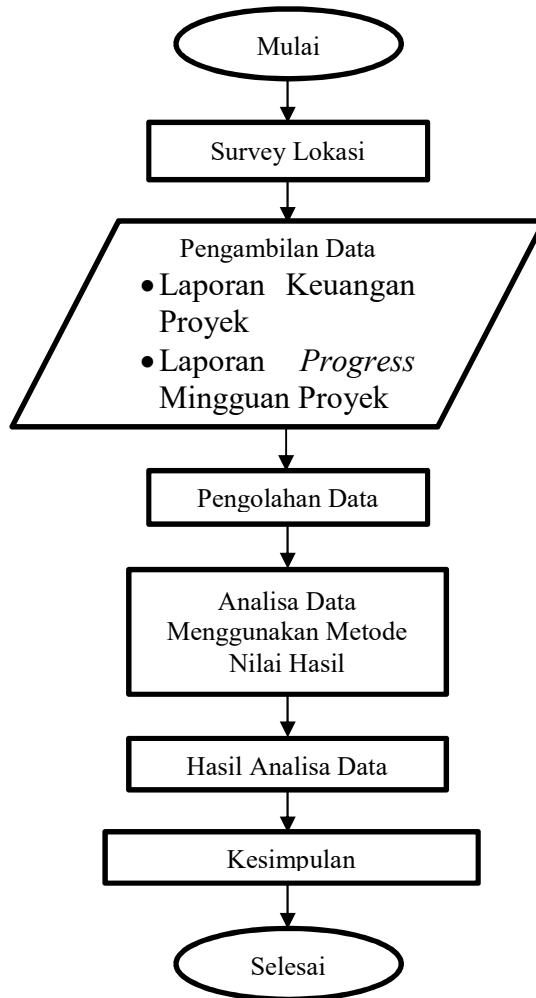 Mulai
Survey Lokasi
Pengambilan Data
•Laporan Keuangan
Proyek
•Laporan Progress
Mingguan Proyek
Pengolahan Data
Analisa Data
Menggunakan Metode
Nilai Hasil
Hasil Analisa Data
Kesimpulan
Selesai